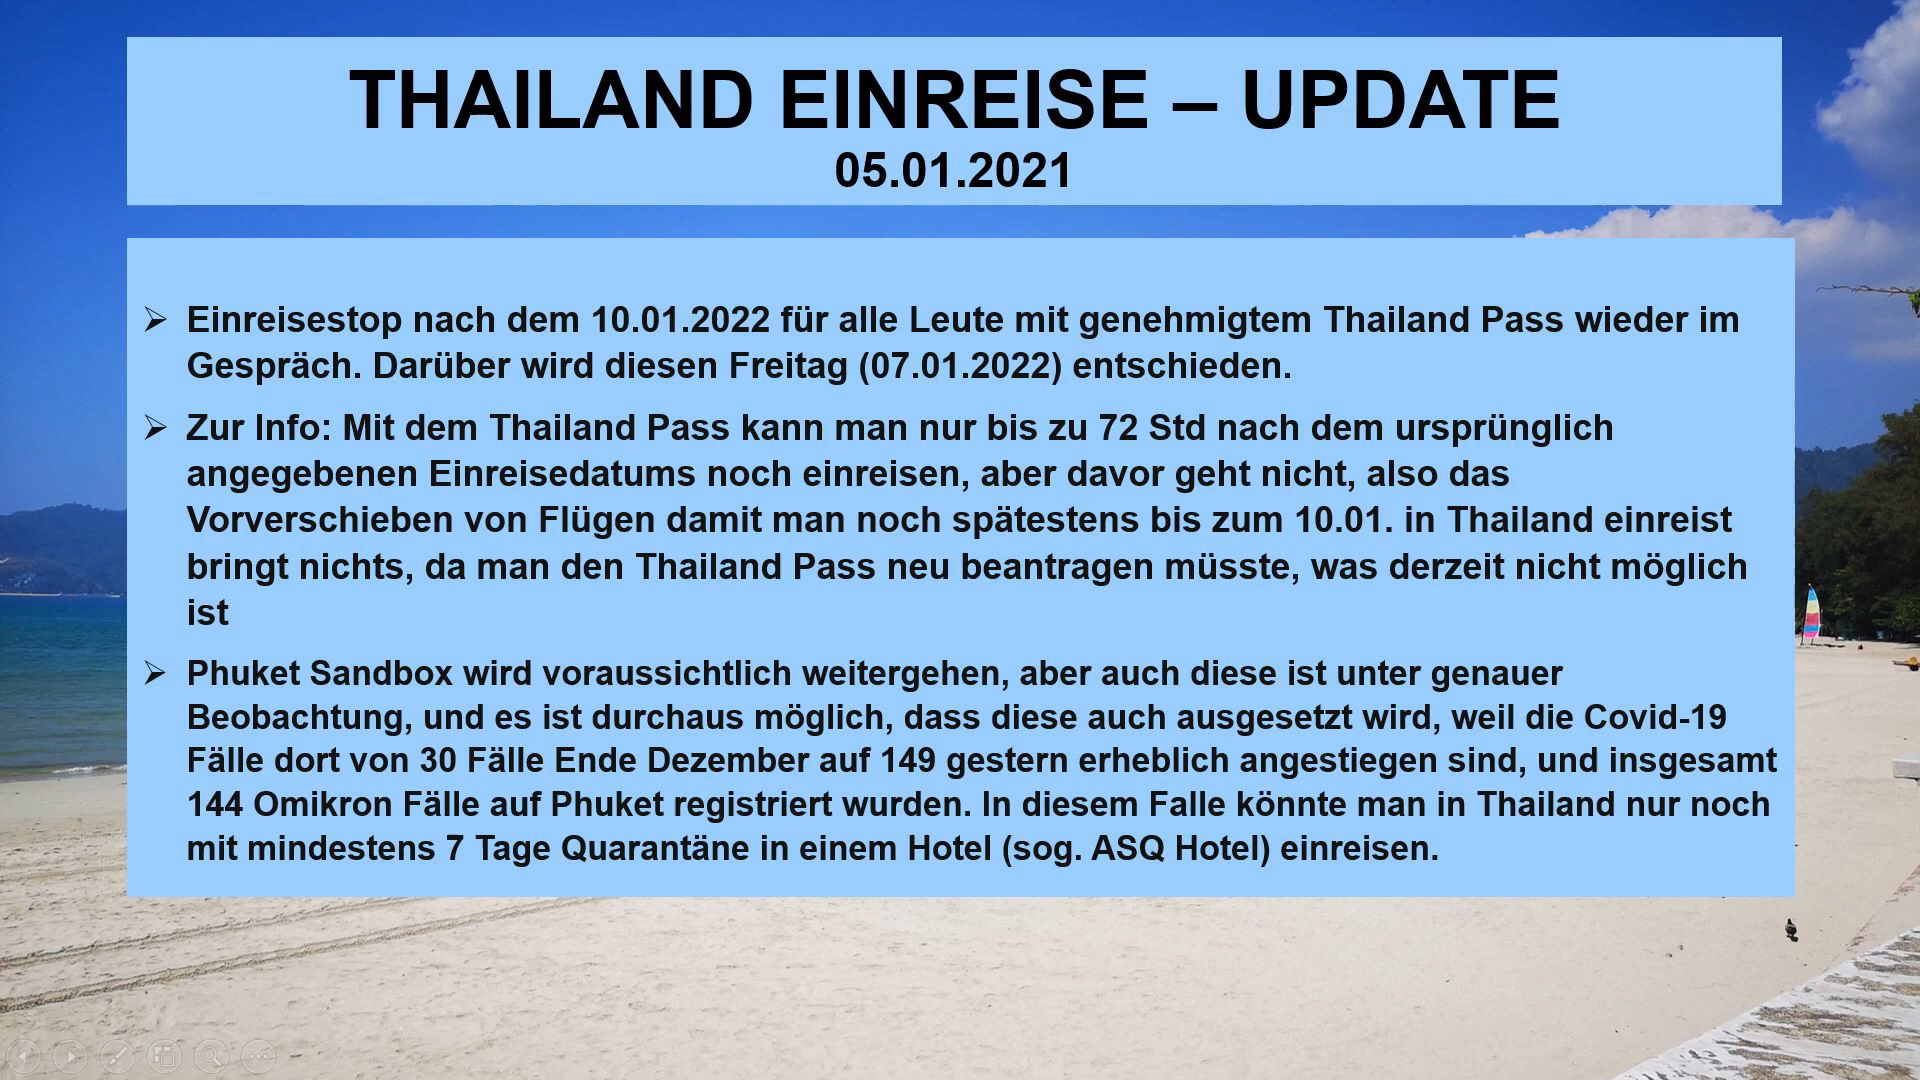 THAILAND EINREISE – UPDATE
05.01.2021
➢ Einreisestop nach dem 10.01.2022 für alle Leute mit genehmigtem Thailand Pass wieder im
Gespräch. Darüber wird diesen Freitag (07.01.2022) entschieden.
➢ Zur Info: Mit dem Thailand Pass kann man nur bis zu 72 Std nach dem ursprünglich
angegebenen Einreisedatums noch einreisen, aber davor geht nicht, also das
Vorverschieben von Flügen damit man noch spätestens bis zum 10.01. in Thailand einreist
bringt nichts, da man den Thailand Pass neu beantragen müsste, was derzeit nicht möglich
ist
➢ Phuket Sandbox wird voraussichtlich weitergehen, aber auch diese ist unter genauer
Beobachtung, und es ist durchaus möglich, dass diese auch ausgesetzt wird, weil die Covid-19
Fälle dort von 30 Fälle Ende Dezember auf 149 gestern erheblich angestiegen sind, und insgesamt
144 Omikron Fälle auf Phuket registriert wurden. In diesem Falle könnte man in Thailand nur noch
mit mindestens 7 Tage Quarantäne in einem Hotel (sog. ASQ Hotel) einreisen.